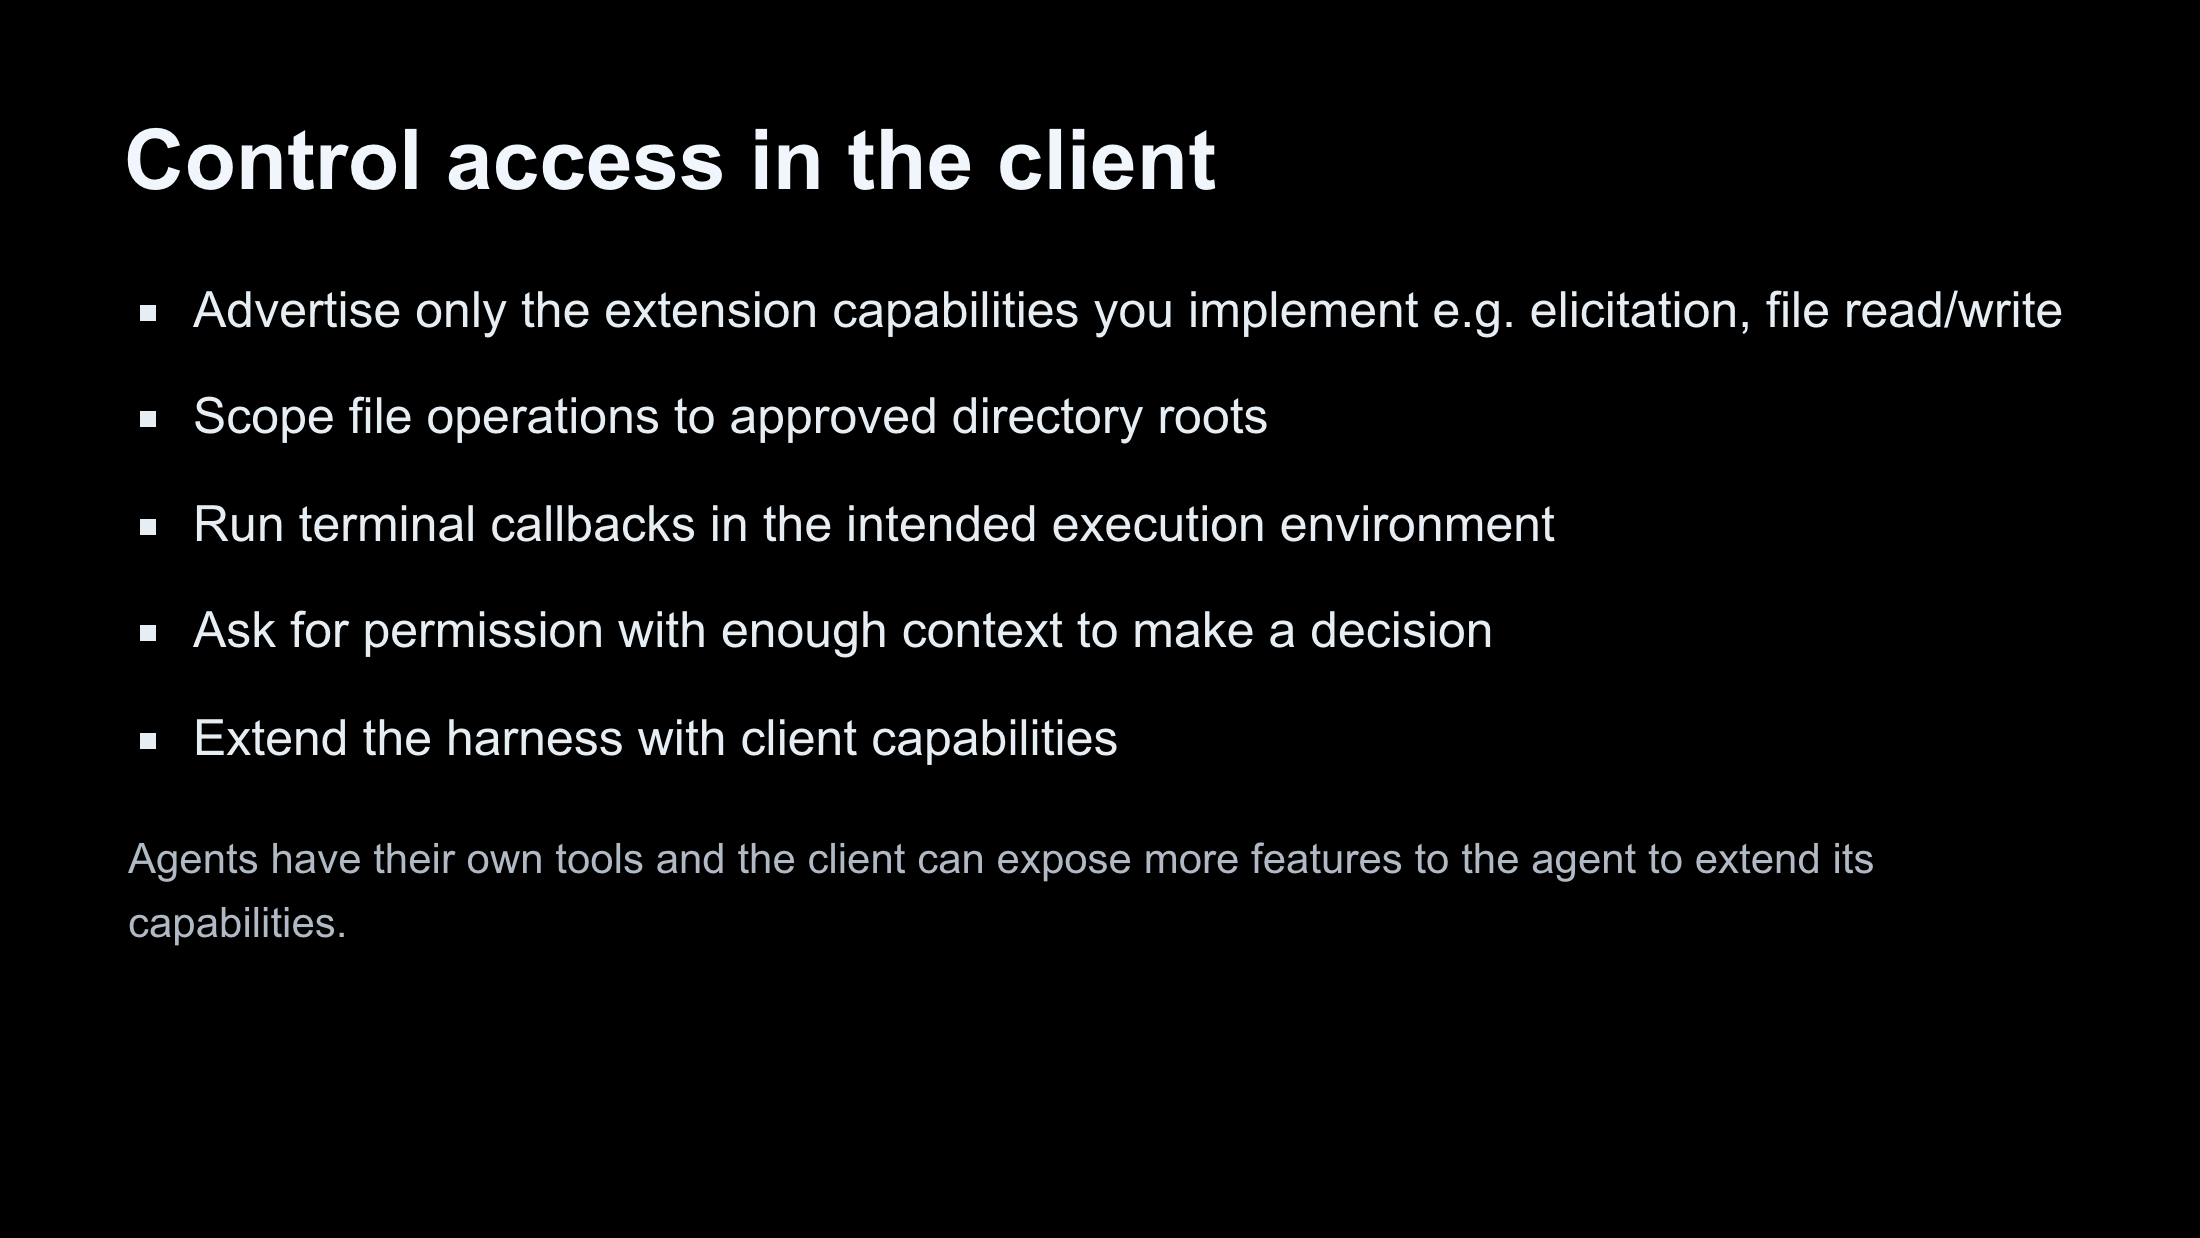 Control access in the client
▪ Advertise only the extension capabilities you implement e.g. elicitation, file read/write
▪ Scope file operations to approved directory roots
▪ Run terminal callbacks in the intended execution environment
▪ Ask for permission with enough context to make a decision
▪ Extend the harness with client capabilities
Agents have their own tools and the client can expose more features to the agent to extend its
capabilities.